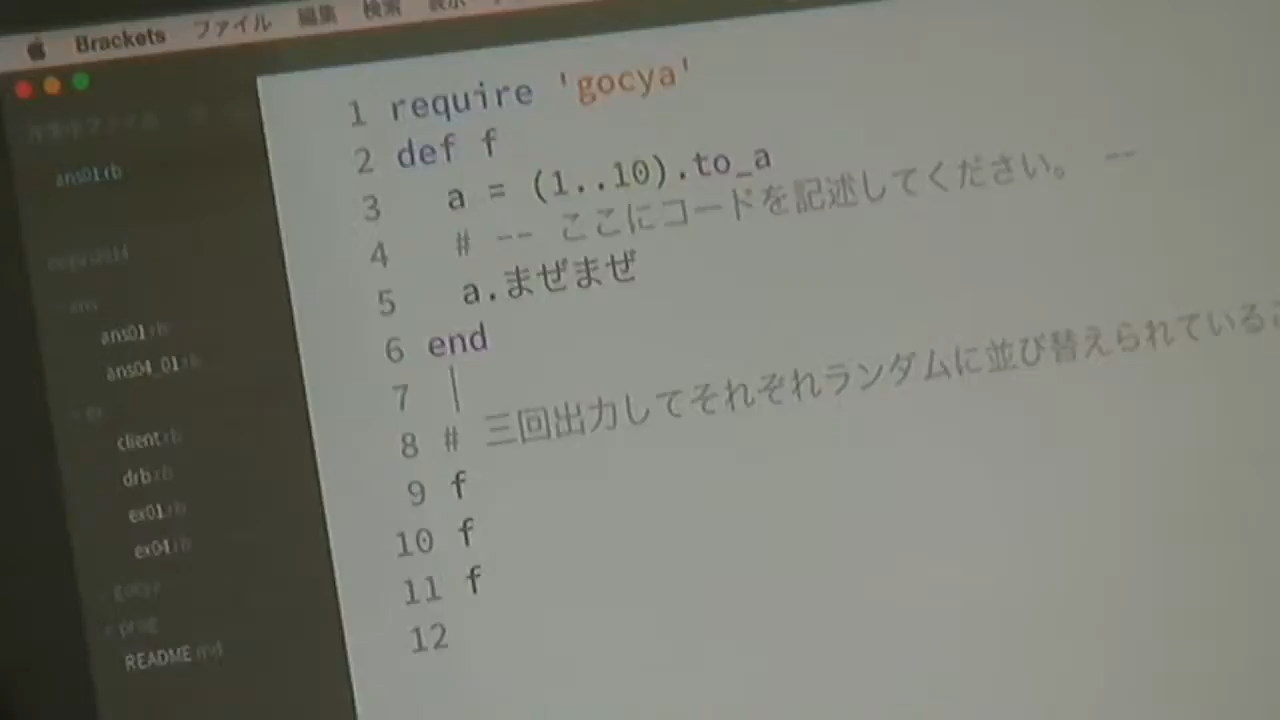 Brackets ファイル 編集 検索 表示
ans01.rb
ans01.rb
ans04_01.rb
client.rb
drb.rb
ex01.rb
ex04.rb
README.md
1 require 'gocya'
2 def f
3 a = (1..10).to_a
4 # -- ここにコードを記述してください。 --
5 a.まぜまぜ
6 end
7
8 # 三回出力してそれぞれランダムに並び替えられているこ
9 f
10 f
11 f
12